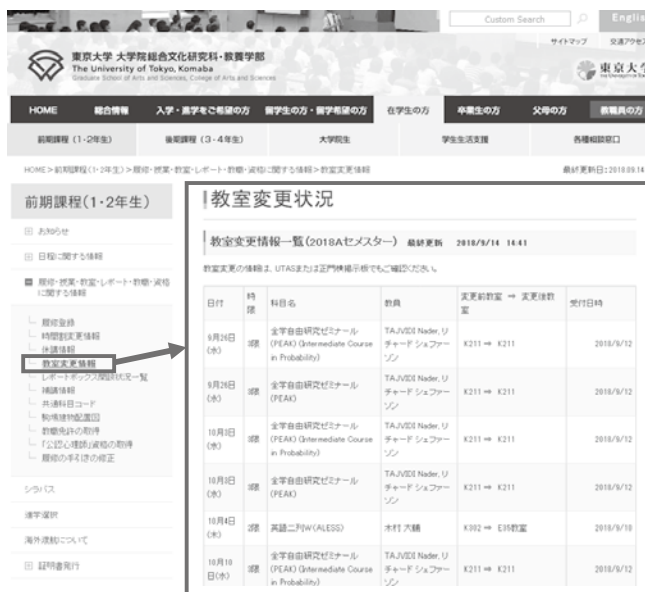 Custom Search
Englis
サイトマップ 交通アクセ
東京大学 大学院総合文化研究科・教養学部
The University of Tokyo, Komaba
Graduate School of Arts and Sciences, College of Arts and Sciences
東京大学
HOME 総合情報 入学・進学をご希望の方 留学生の方・留学希望の方 在学生の方 卒業生の方 父母の方 教職員の方
前期課程（1・2年生） 後期課程（3・4年生） 大学院生 学生生活支援 各種相談窓口
HOME>前期課程(1・2年生)>履修・授業・教室・レポート・教職・資格に関する情報>教室変更情報
最終更新日:2018.09.14
前期課程(1・2年生)
お知らせ
日程に関する情報
履修・授業・教室・レポート・教職・資格
に関する情報
履修登録
時間割変更情報
休講情報
教室変更情報
レポートボックス開設状況一覧
補講情報
共通科目コード
駒場建物配置図
教職免許の取得
「公認心理師」資格の取得
履修の手引きの修正
シラバス
進学選択
海外渡航について
証明書発行
教室変更状況
教室変更情報一覧（2018Aセメスター） 最終更新 2018/9/14 14:41
教室変更の情報は、UTASまたは正門横掲示板でもご確認ください。
日付 時限 科目名 教員 変更前教室 ⇒ 変更後教室 受付日時
9月26日(水) 3限 全学自由研究ゼミナール(PEAK) (Intermediate Course in Probability) TAJVIDI Nader, リチャード シェファーソン K211 ⇒ K211 2018/9/12
9月26日(水) 3限 全学自由研究ゼミナール(PEAK) TAJVIDI Nader, リチャード シェファーソン K211 ⇒ K211 2018/9/12
10月3日(水) 3限 全学自由研究ゼミナール(PEAK) (Intermediate Course in Probability) TAJVIDI Nader, リチャード シェファーソン K211 ⇒ K211 2018/9/12
10月3日(水) 3限 全学自由研究ゼミナール(PEAK) TAJVIDI Nader, リチャード シェファーソン K211 ⇒ K211 2018/9/12
10月4日(木) 2限 英語二列W(ALESS) 木村 大輔 K302 ⇒ E35教室 2018/9/10
10月10日(水) 3限 全学自由研究ゼミナール(PEAK) (Intermediate Course in Probability) TAJVIDI Nader, リチャード シェファーソン K211 ⇒ K211 2018/9/12